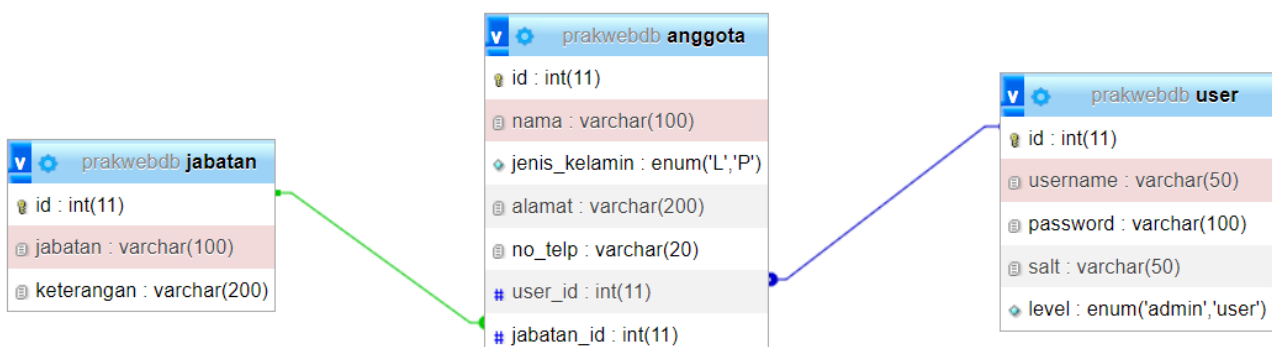 prakwebdb jabatan
id : int(11)
jabatan : varchar(100)
keterangan : varchar(200)
prakwebdb anggota
id : int(11)
nama : varchar(100)
jenis_kelamin : enum('L','P')
alamat : varchar(200)
no_telp : varchar(20)
# user_id : int(11)
# jabatan_id : int(11)
prakwebdb user
id : int(11)
username : varchar(50)
password : varchar(100)
salt : varchar(50)
level : enum('admin','user')